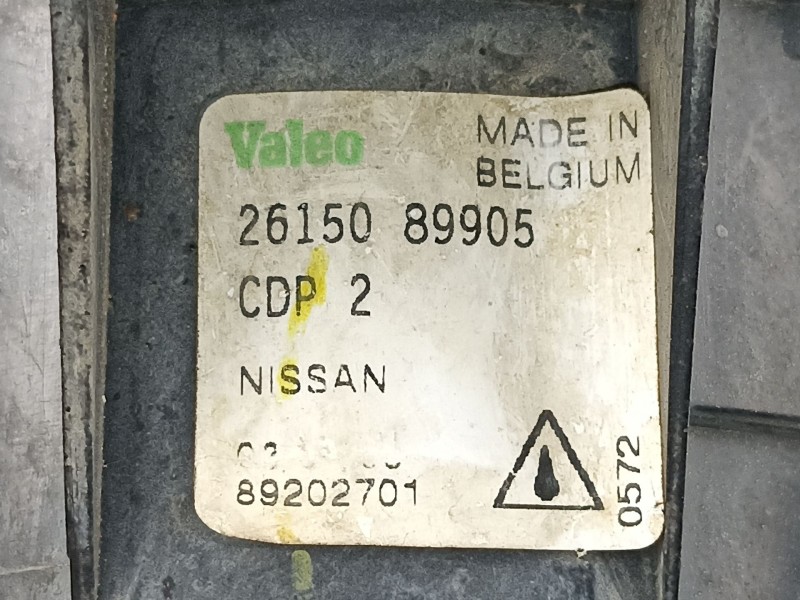 Valeo
MADE IN
BELGIUM
26150 89905
CDP 2
NISSAN
89202701
0572